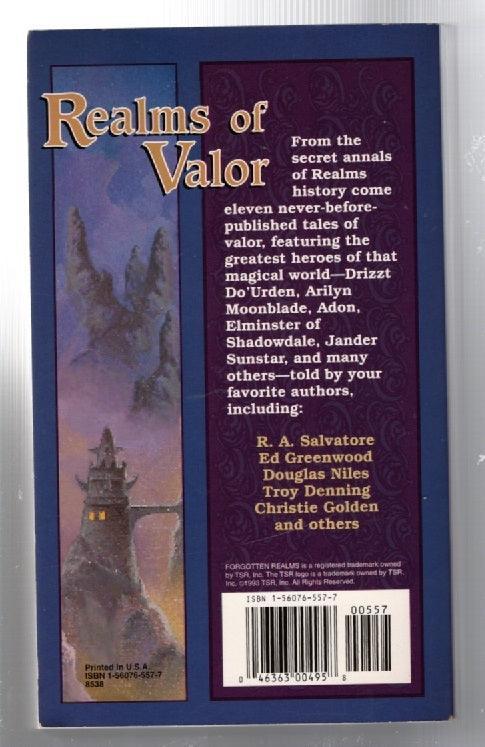 Realms of
Valor
From the
secret annals
of Realms
history come
eleven never-before-
published tales of
valor, featuring the
greatest heroes of that
magical world—Drizzt
Do'Urden, Arilyn
Moonblade, Adon,
Elminster of
Shadowdale, Jander
Sunstar, and many
others—told by your
favorite authors,
including:
R. A. Salvatore
Ed Greenwood
Douglas Niles
Troy Denning
Christie Golden
and others
FORGOTTEN REALMS is a registered trademark owned
by TSR, Inc. The TSR logo is a trademark owned by TSR,
Inc. ©1993 TSR, Inc. All Rights Reserved.
ISBN 1-56076-557-7
00557
0 46363 00495 8
Printed in U.S.A.
ISBN 1-56076-557-7
8538